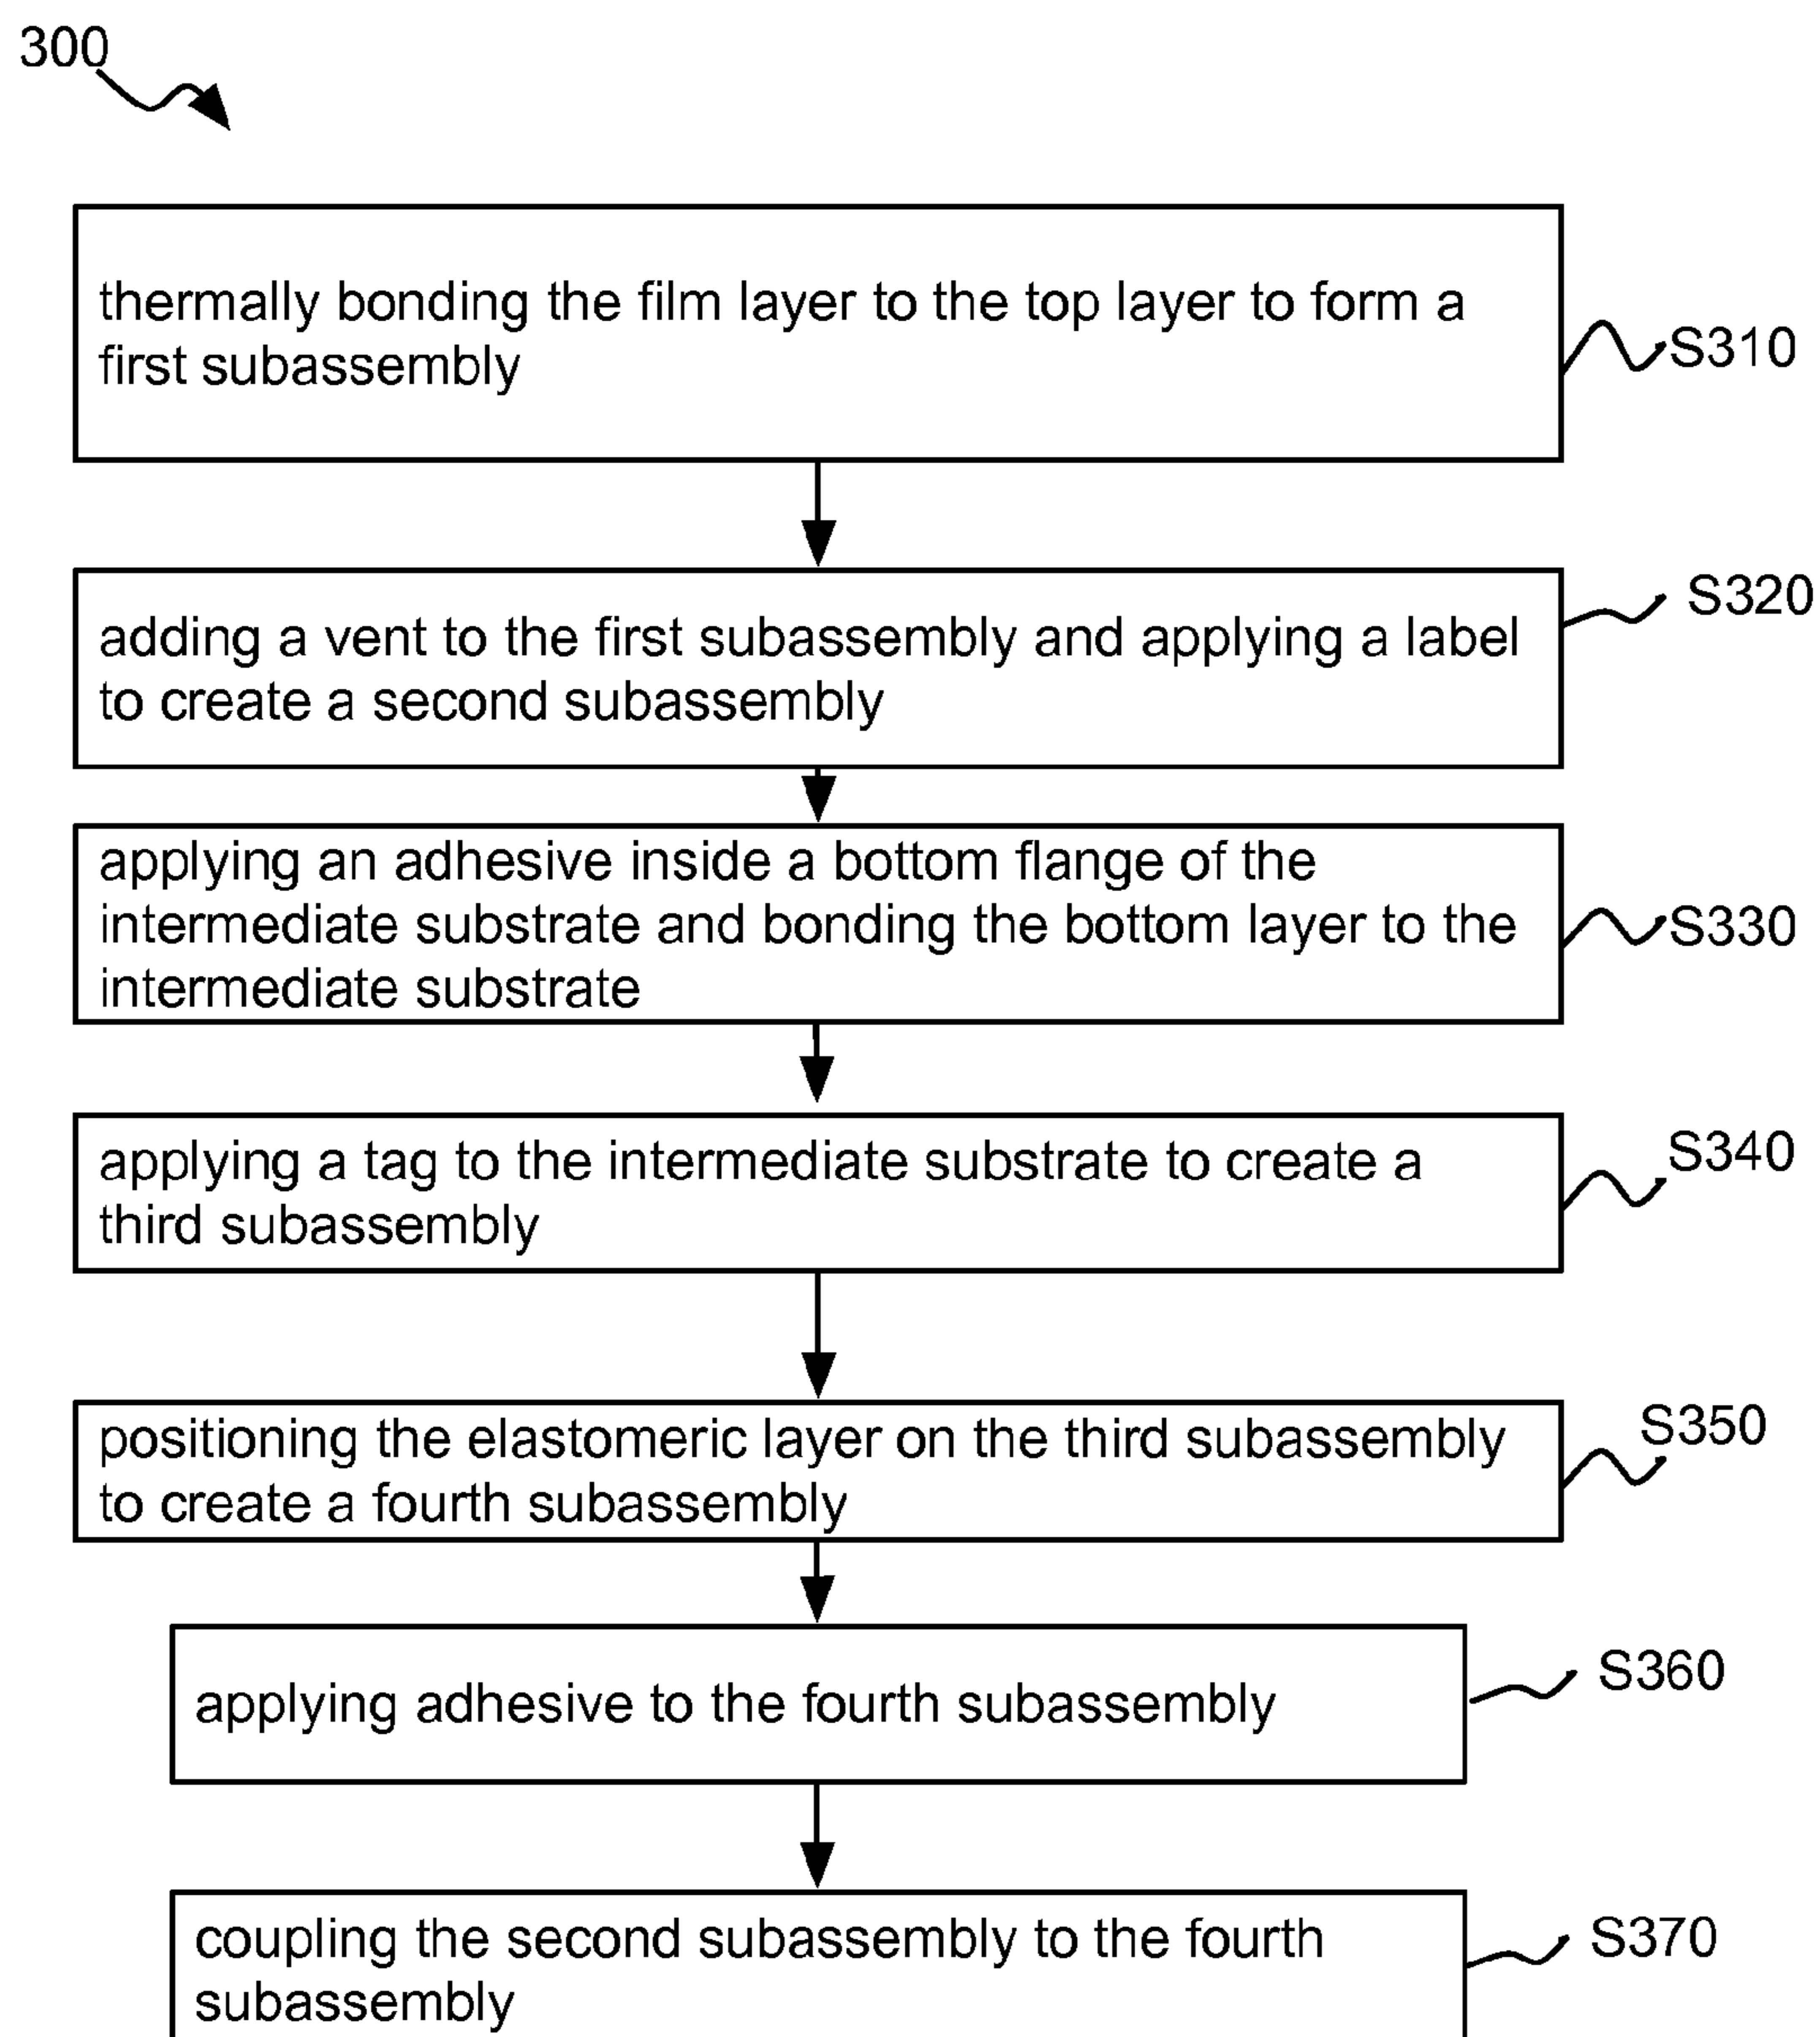 300
thermally bonding the film layer to the top layer to form a
first subassembly
S310
adding a vent to the first subassembly and applying a label
to create a second subassembly
S320
applying an adhesive inside a bottom flange of the
intermediate substrate and bonding the bottom layer to the
intermediate substrate
S330
applying a tag to the intermediate substrate to create a
third subassembly
S340
positioning the elastomeric layer on the third subassembly
to create a fourth subassembly
S350
applying adhesive to the fourth subassembly
S360
coupling the second subassembly to the fourth
subassembly
S370